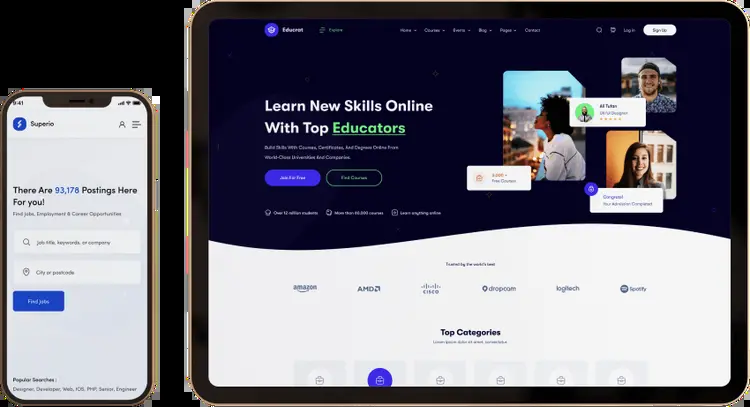 9:41
Superio
There Are 93,178 Postings Here
For you!
Find Jobs, Employment & Career Opportunities
Job title, keywords, or company
City or postcode
Find Jobs
Popular Searches :
Designer, Developer, Web, IOS, PHP, Senior, Engineer
Educrat
Explore
Home Courses Events Blog Pages Contact
Log in
Sign Up
Learn New Skills Online
With Top Educators
Build Skills With Courses, Certificates, And Degrees Online From
World-Class Universities And Companies.
Join For Free
Find Courses
Over 12 million students
More than 60,000 courses
Learn anything online
Ali Tufan
UX/UI Designer
3,000 +
Free Courses
Congrats!
Your Admission Completed
Trusted by the world's best
amazon
AMD
CISCO
dropcam
logitech
Spotify
Top Categories
Lorem ipsum dolor sit amet, consectetur.